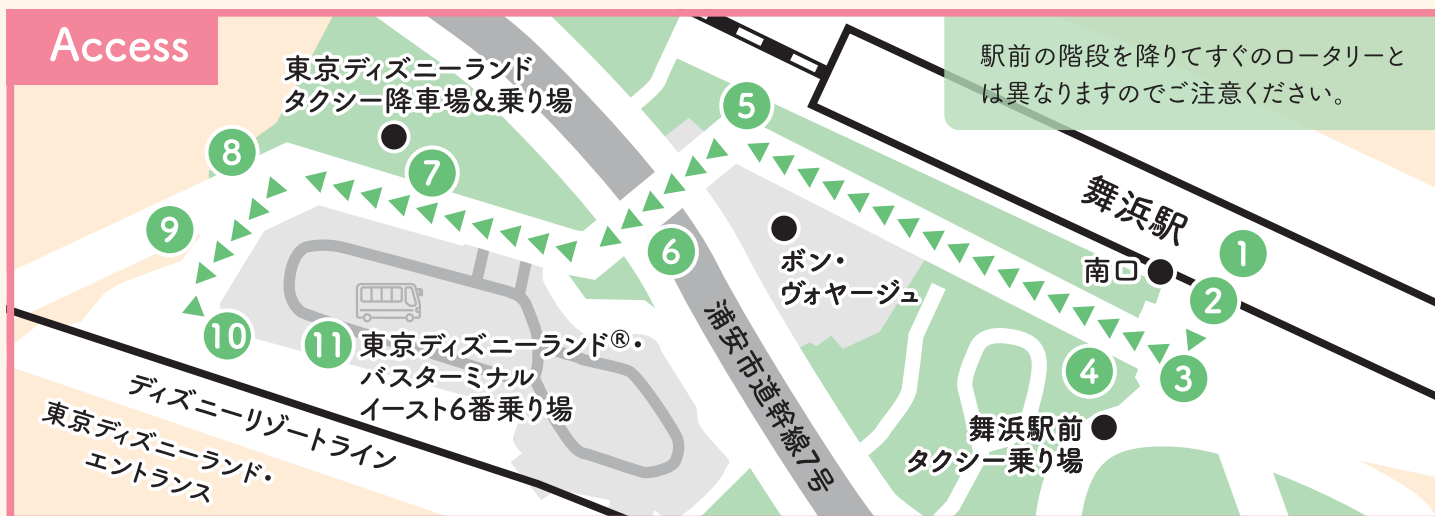 Access
駅前の階段を降りてすぐのロータリーと
は異なりますのでご注意ください。
東京ディズニーランド
タクシー降車場&乗り場
5
8
7
舞浜駅
9
6
ボン・
ヴォヤージュ
南口
1
2
10
11
東京ディズニーランド®・
バスターミナル
イースト6番乗り場
浦安市道幹線7号
4
3
舞浜駅前
タクシー乗り場
ディズニーリゾートライン
東京ディズニーランド・
エントランス